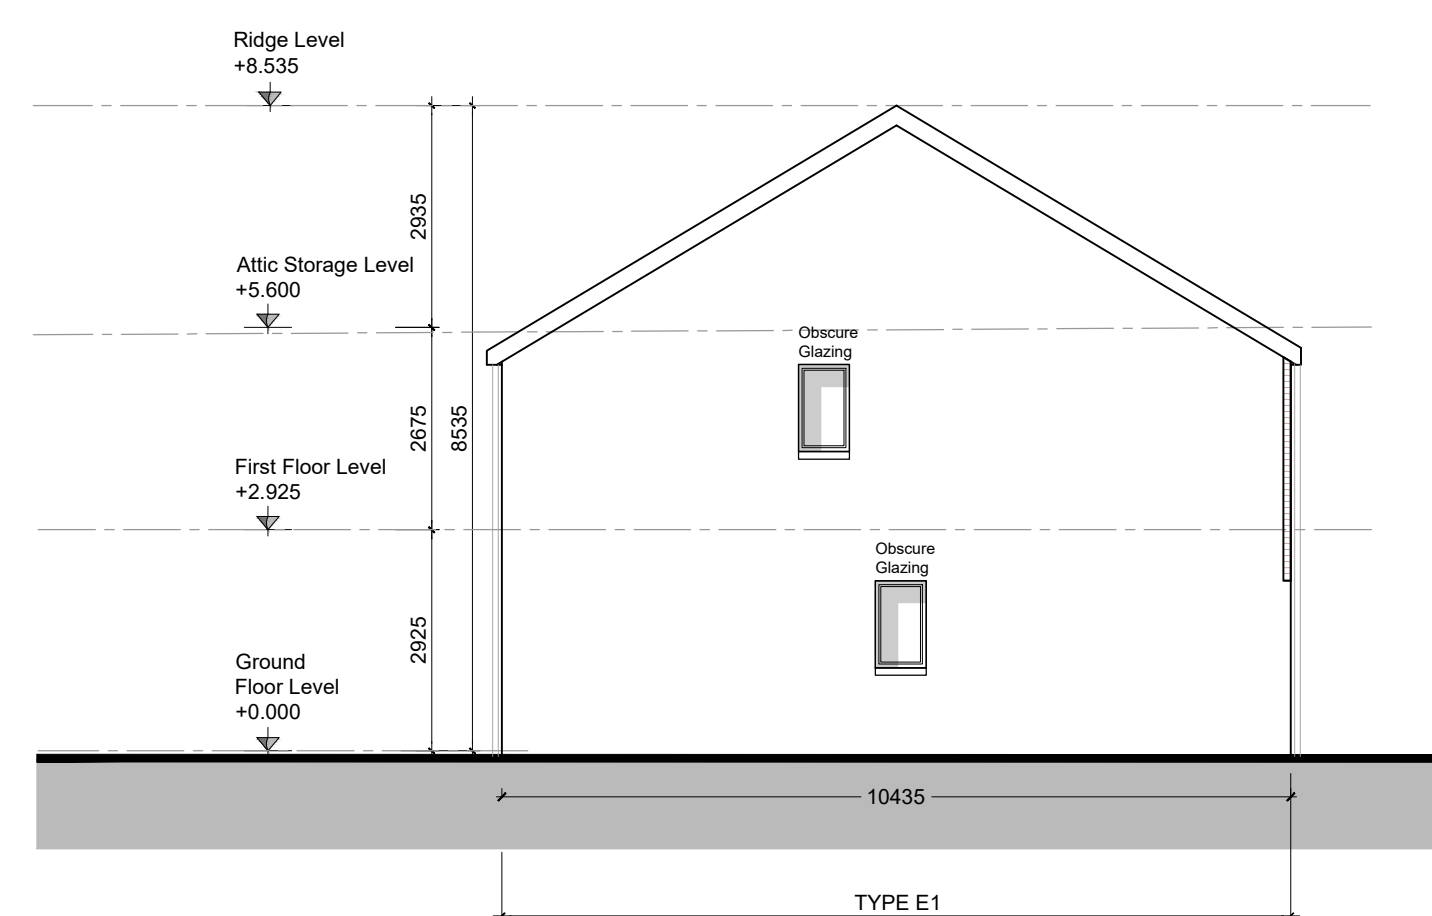 Ridge Level
+8.535
2935
Attic Storage Level
+5.600
Obscure
Glazing
2675
8535
First Floor Level
+2.925
Obscure
Glazing
2925
Ground
Floor Level
+0.000
10435
TYPE E1